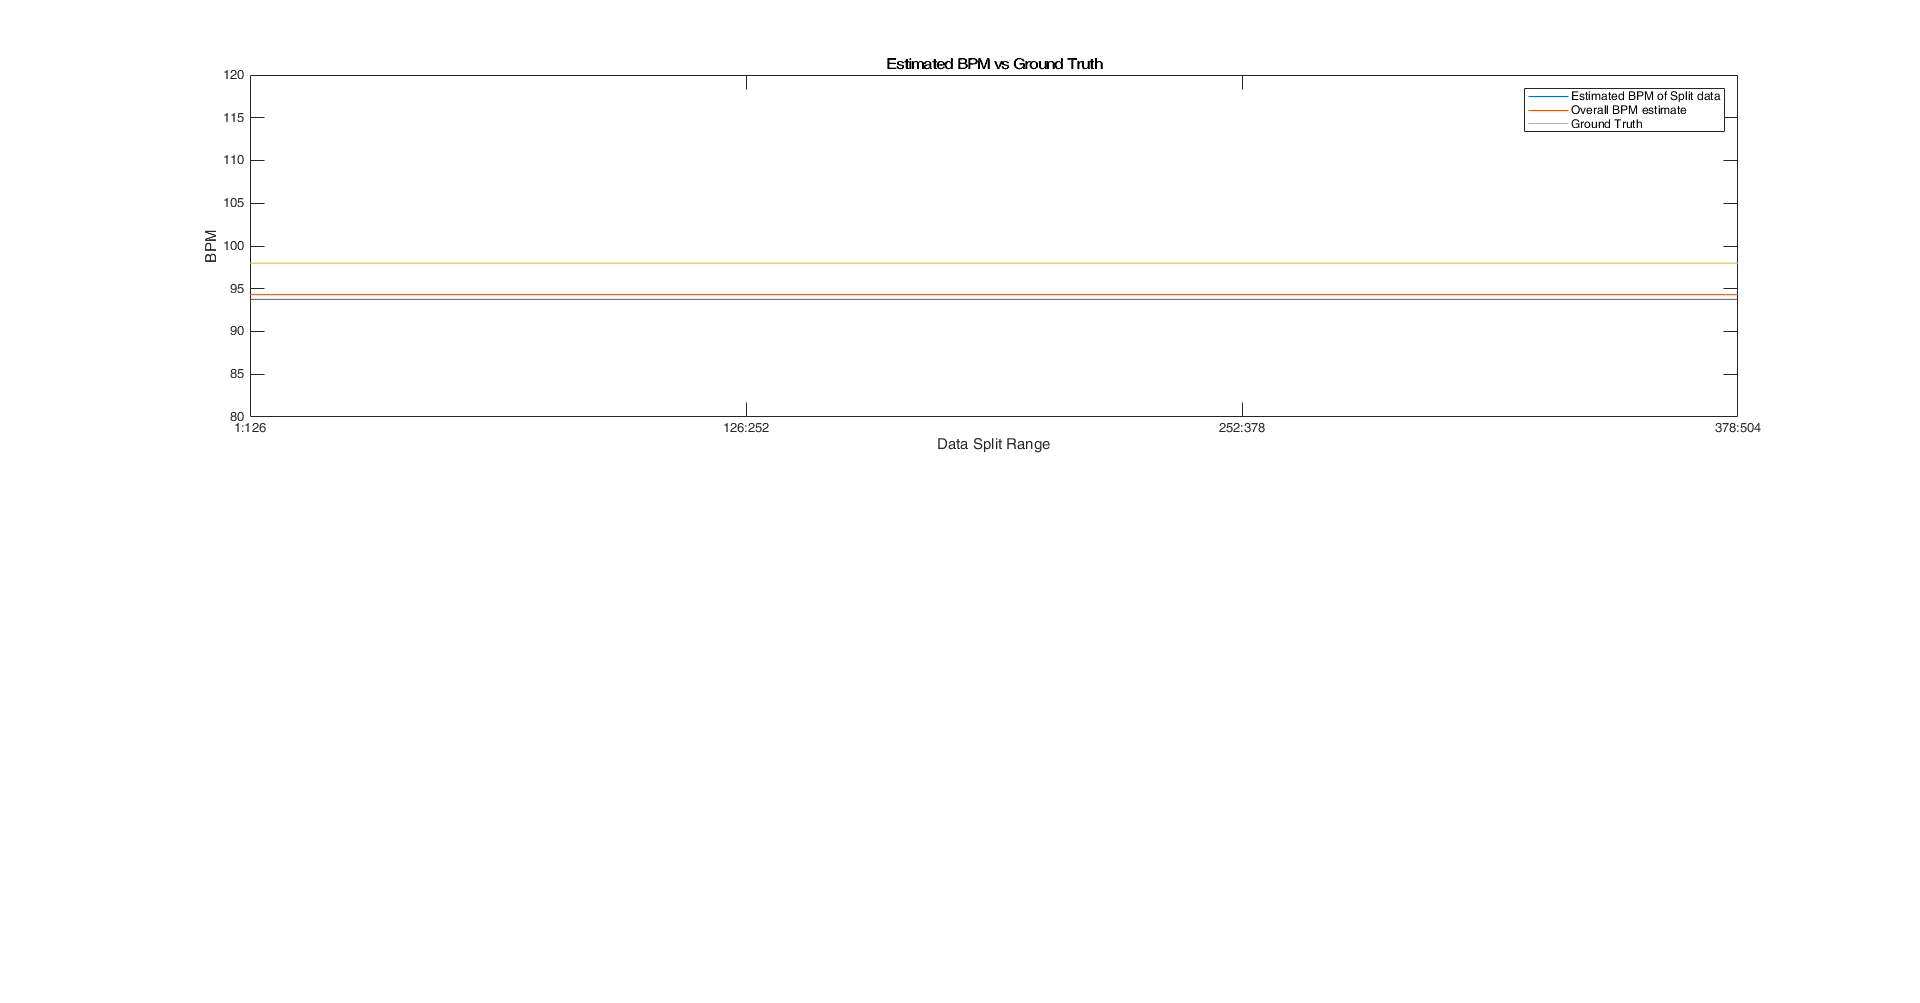 Estimated BPM vs Ground Truth
120
115
110
105
100
95
90
85
80
BPM
Estimated BPM of Split data
Overall BPM estimate
Ground Truth
1:126 126:252 252:378 378:504
Data Split Range